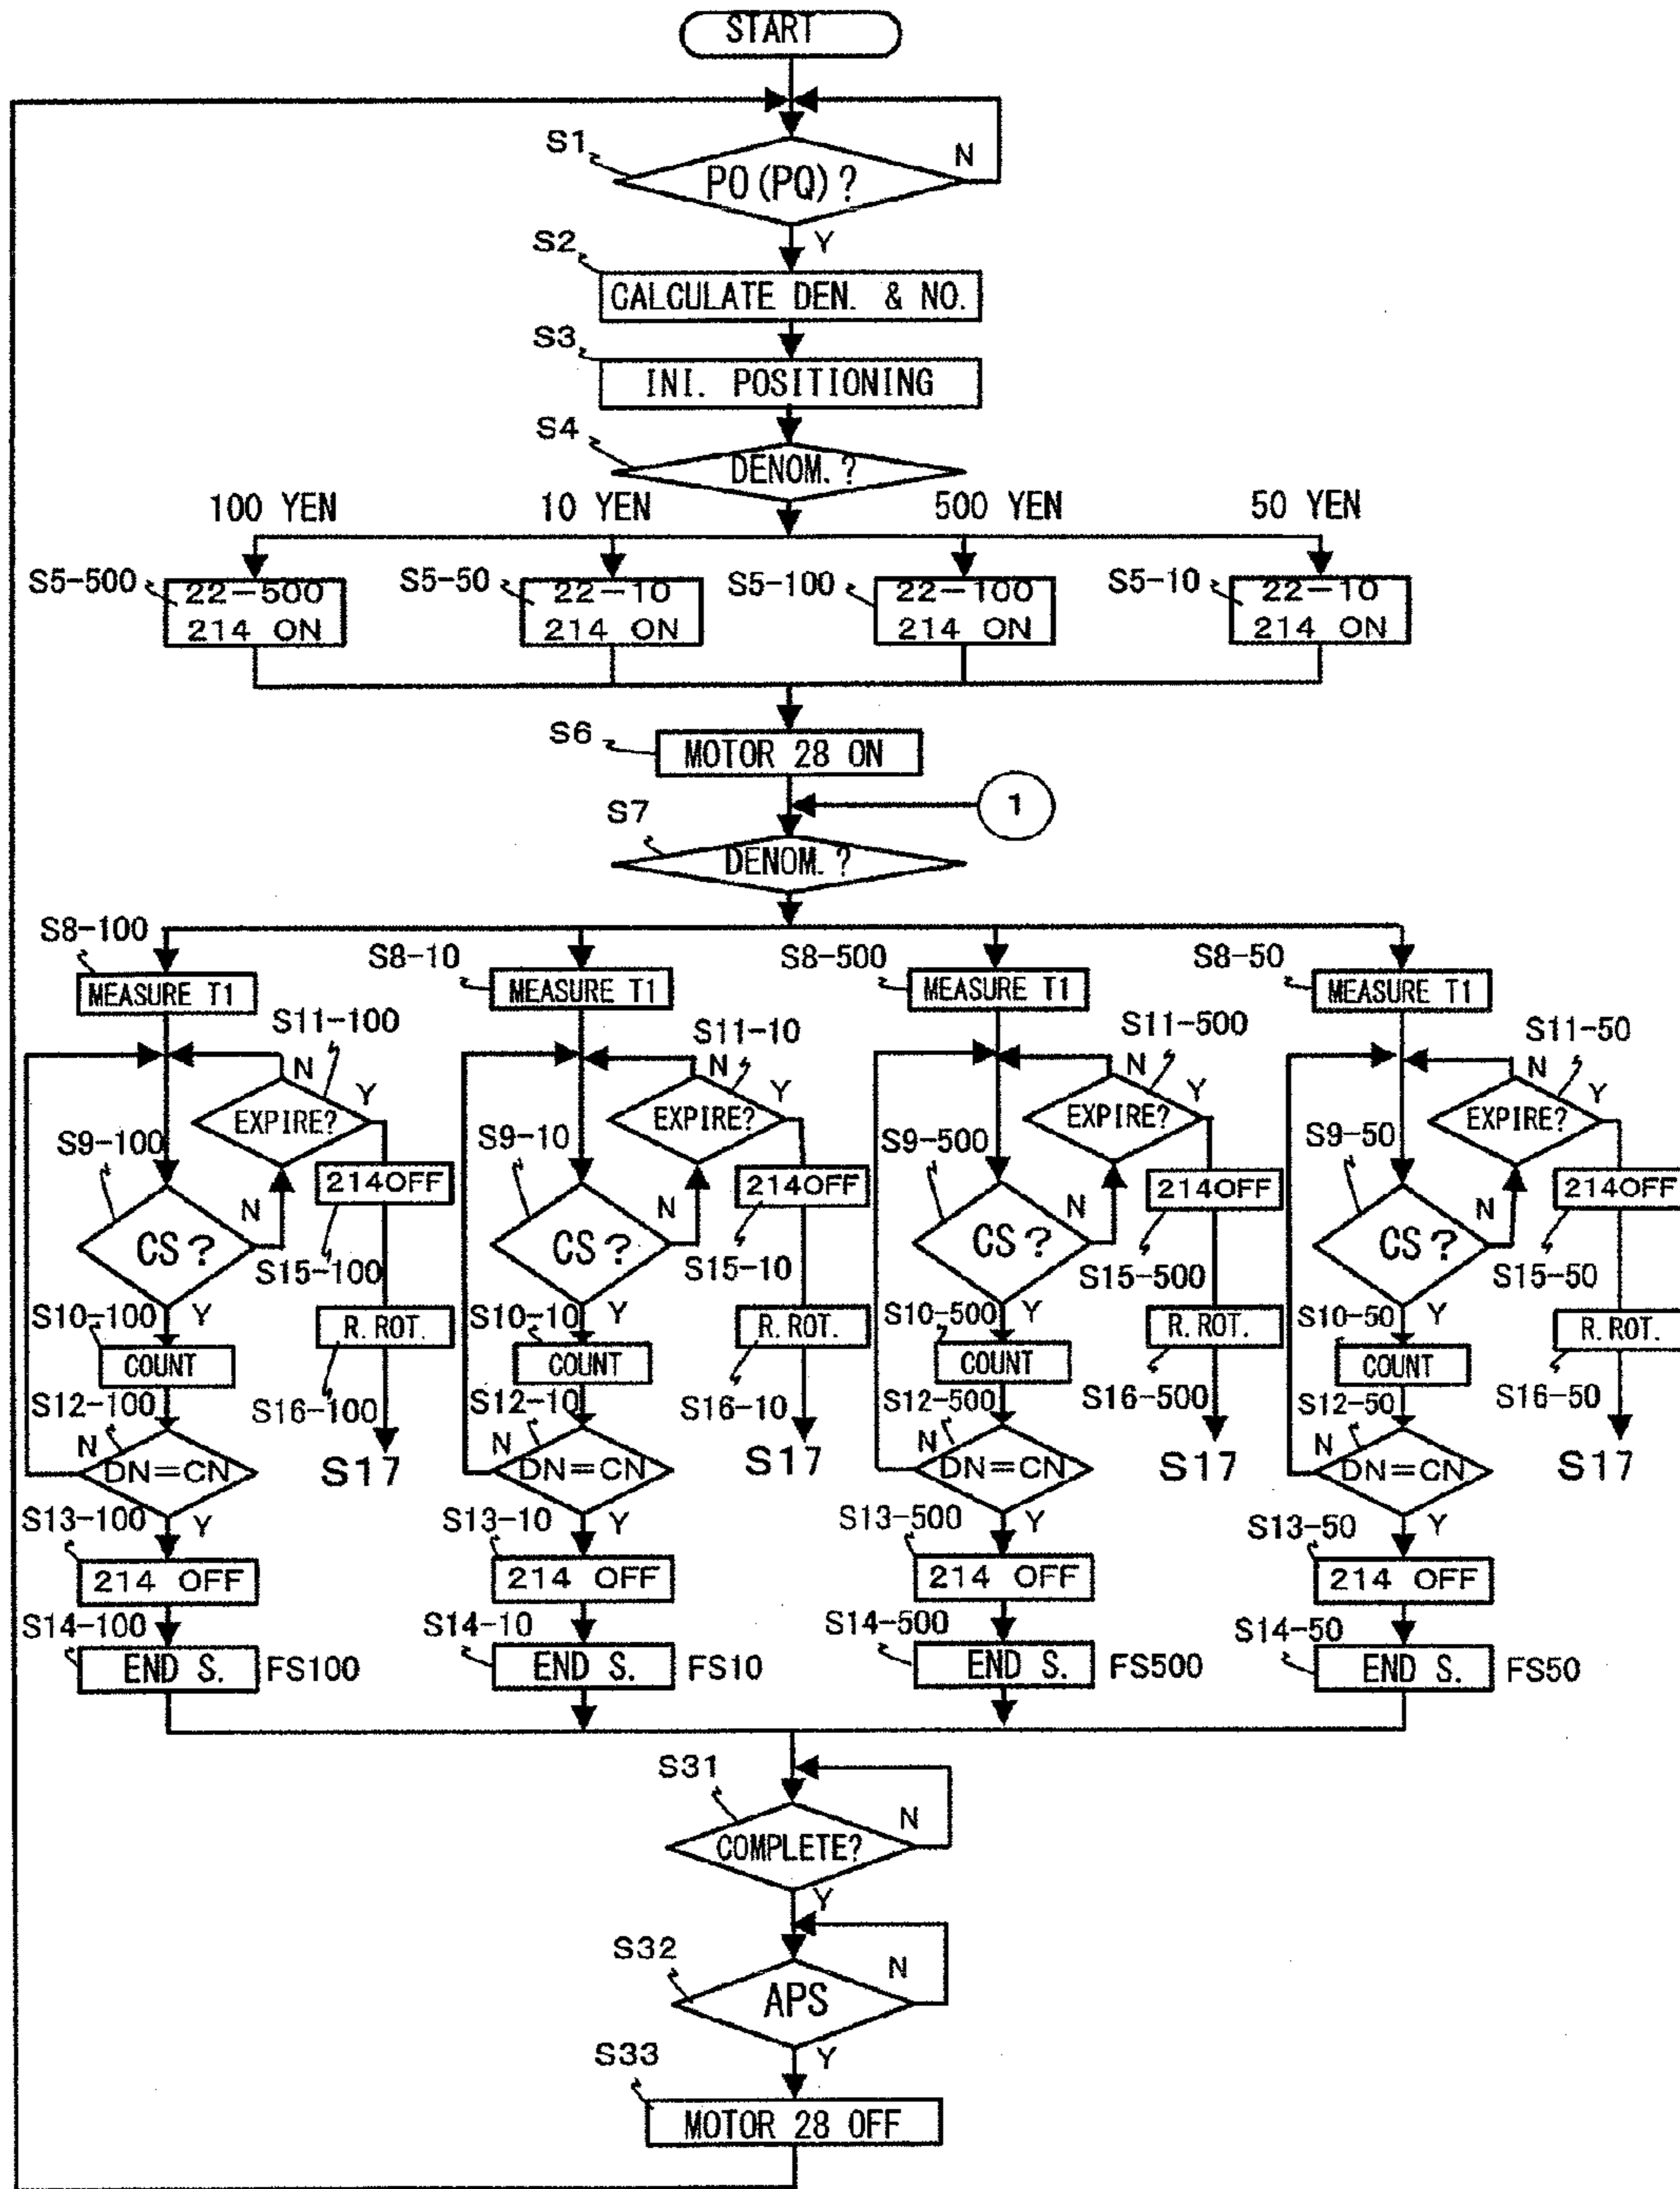 START
S1
N
PO(PQ)?
Y
S2
CALCULATE DEN. & NO.
S3
INI. POSITIONING
S4
DENOM.?
100 YEN
10 YEN
500 YEN
50 YEN
S5-500
22-500
214 ON
S5-50
22-10
214 ON
S5-100
22-100
214 ON
S5-10
22-10
214 ON
S6
MOTOR 28 ON
1
S7
DENOM.?
S8-100
MEASURE T1
S11-100
N
Y
EXPIRE?
S9-100
214OFF
N
CS?
S15-100
S10-100
Y
R.ROT.
COUNT
S12-100
S16-100
N
DN=CN
S17
S13-100
Y
214 OFF
S14-100
END S.
FS100
S8-10
MEASURE T1
S11-10
N
Y
EXPIRE?
S9-10
214OFF
N
CS?
S15-10
S10-10
Y
R.ROT.
COUNT
S12-10
S16-10
N
DN=CN
S17
S13-10
Y
214 OFF
S14-10
END S.
FS10
S8-500
MEASURE T1
S11-500
N
Y
EXPIRE?
S9-500
214OFF
N
CS?
S15-500
S10-500
Y
R.ROT.
COUNT
S12-500
S16-500
N
DN=CN
S17
S13-500
Y
214 OFF
S14-500
END S.
FS500
S8-50
MEASURE T1
S11-50
N
Y
EXPIRE?
S9-50
214OFF
N
CS?
S15-50
S10-50
Y
R.ROT.
COUNT
S12-50
S16-50
N
DN=CN
S17
S13-50
Y
214 OFF
S14-50
END S.
FS50
S31
N
COMPLETE?
Y
S32
N
APS
Y
S33
MOTOR 28 OFF